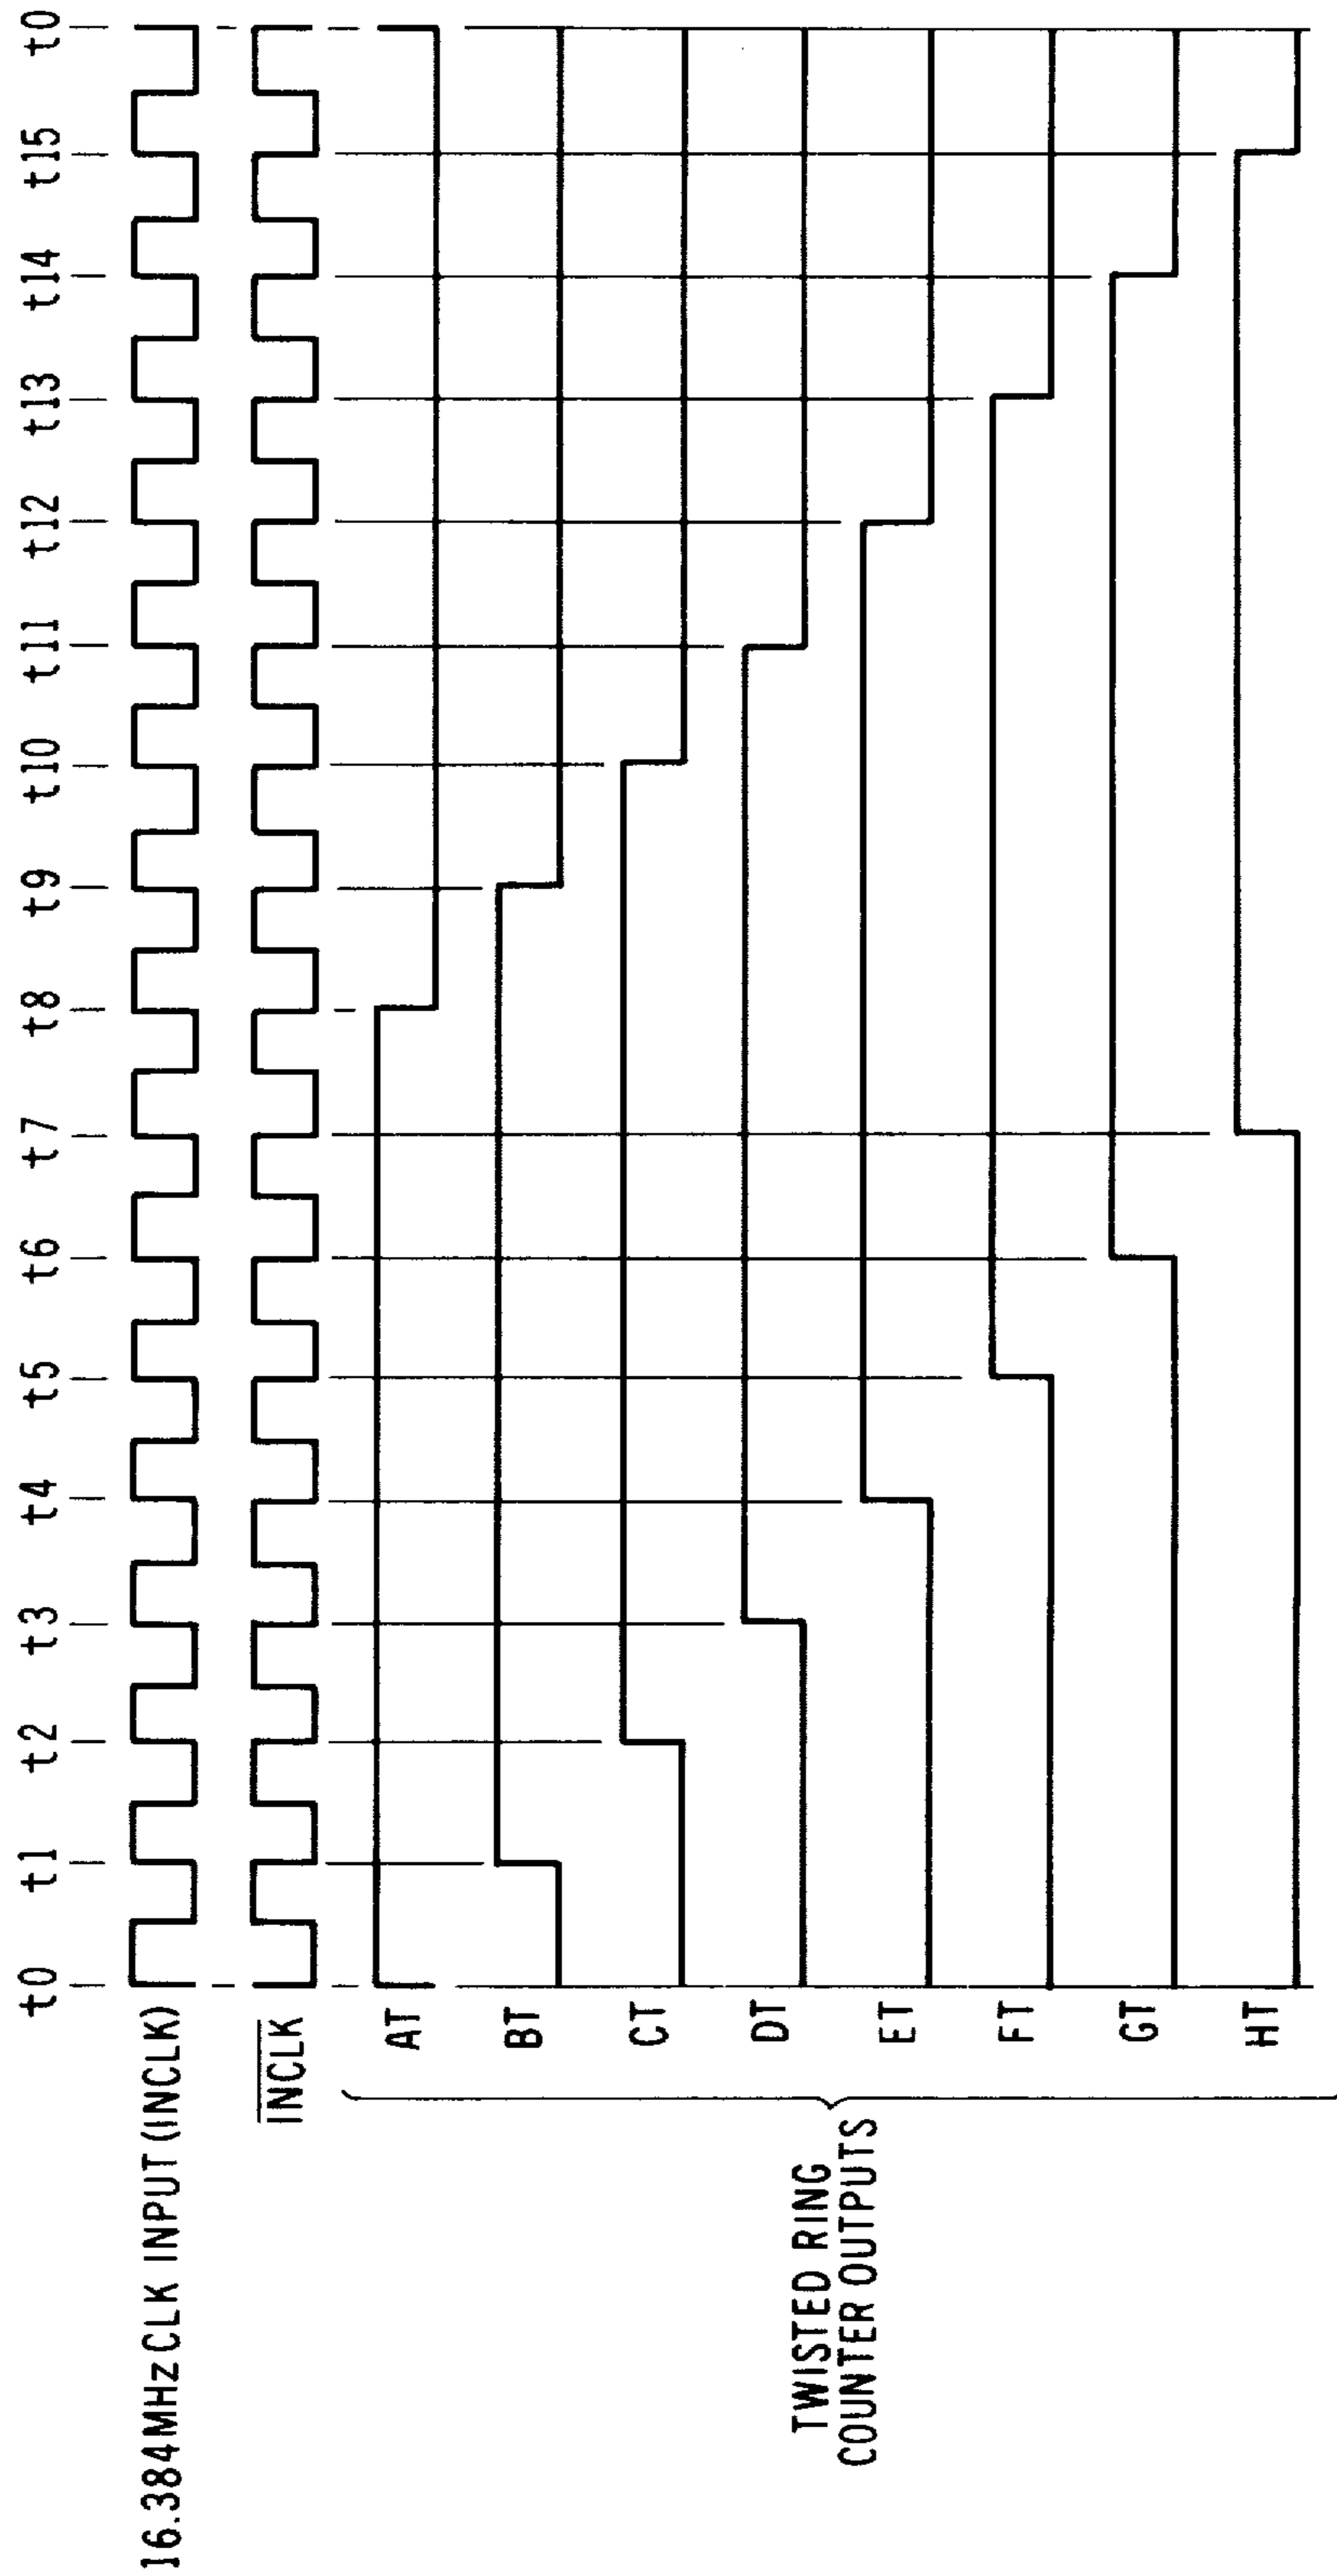 t0 t1 t2 t3 t4 t5 t6 t7 t8 t9 t10 t11 t12 t13 t14 t15 t0
16.384MHz CLK INPUT (INCLK)
INCLK
AT
BT
CT
DT
ET
FT
GT
HT
TWISTED RING
COUNTER OUTPUTS